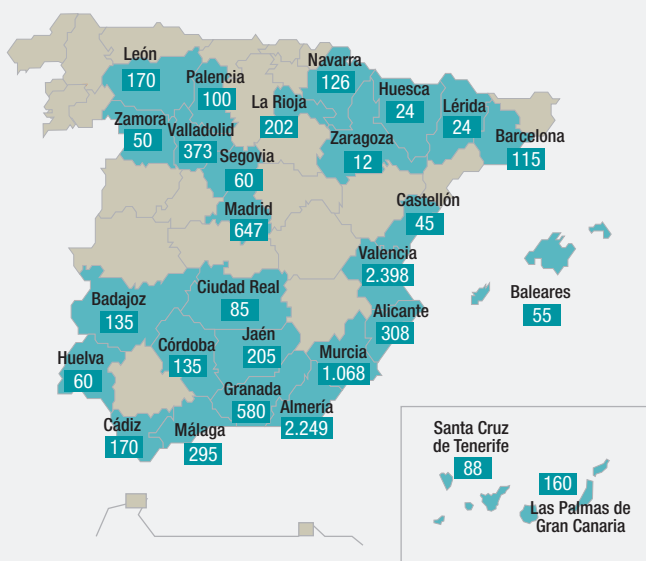 León
170
Palencia
100
Navarra
126
Huesca
24
La Rioja
202
Lérida
24
Zamora
50
Valladolid
373
Zaragoza
12
Barcelona
115
Segovia
60
Madrid
647
Castellón
45
Valencia
2.398
Baleares
55
Ciudad Real
85
Badajoz
135
Alicante
308
Jaén
205
Córdoba
135
Murcia
1.068
Huelva
60
Granada
580
Almería
2.249
Cádiz
170
Málaga
295
Santa Cruz
de Tenerife
88
160
Las Palmas de
Gran Canaria